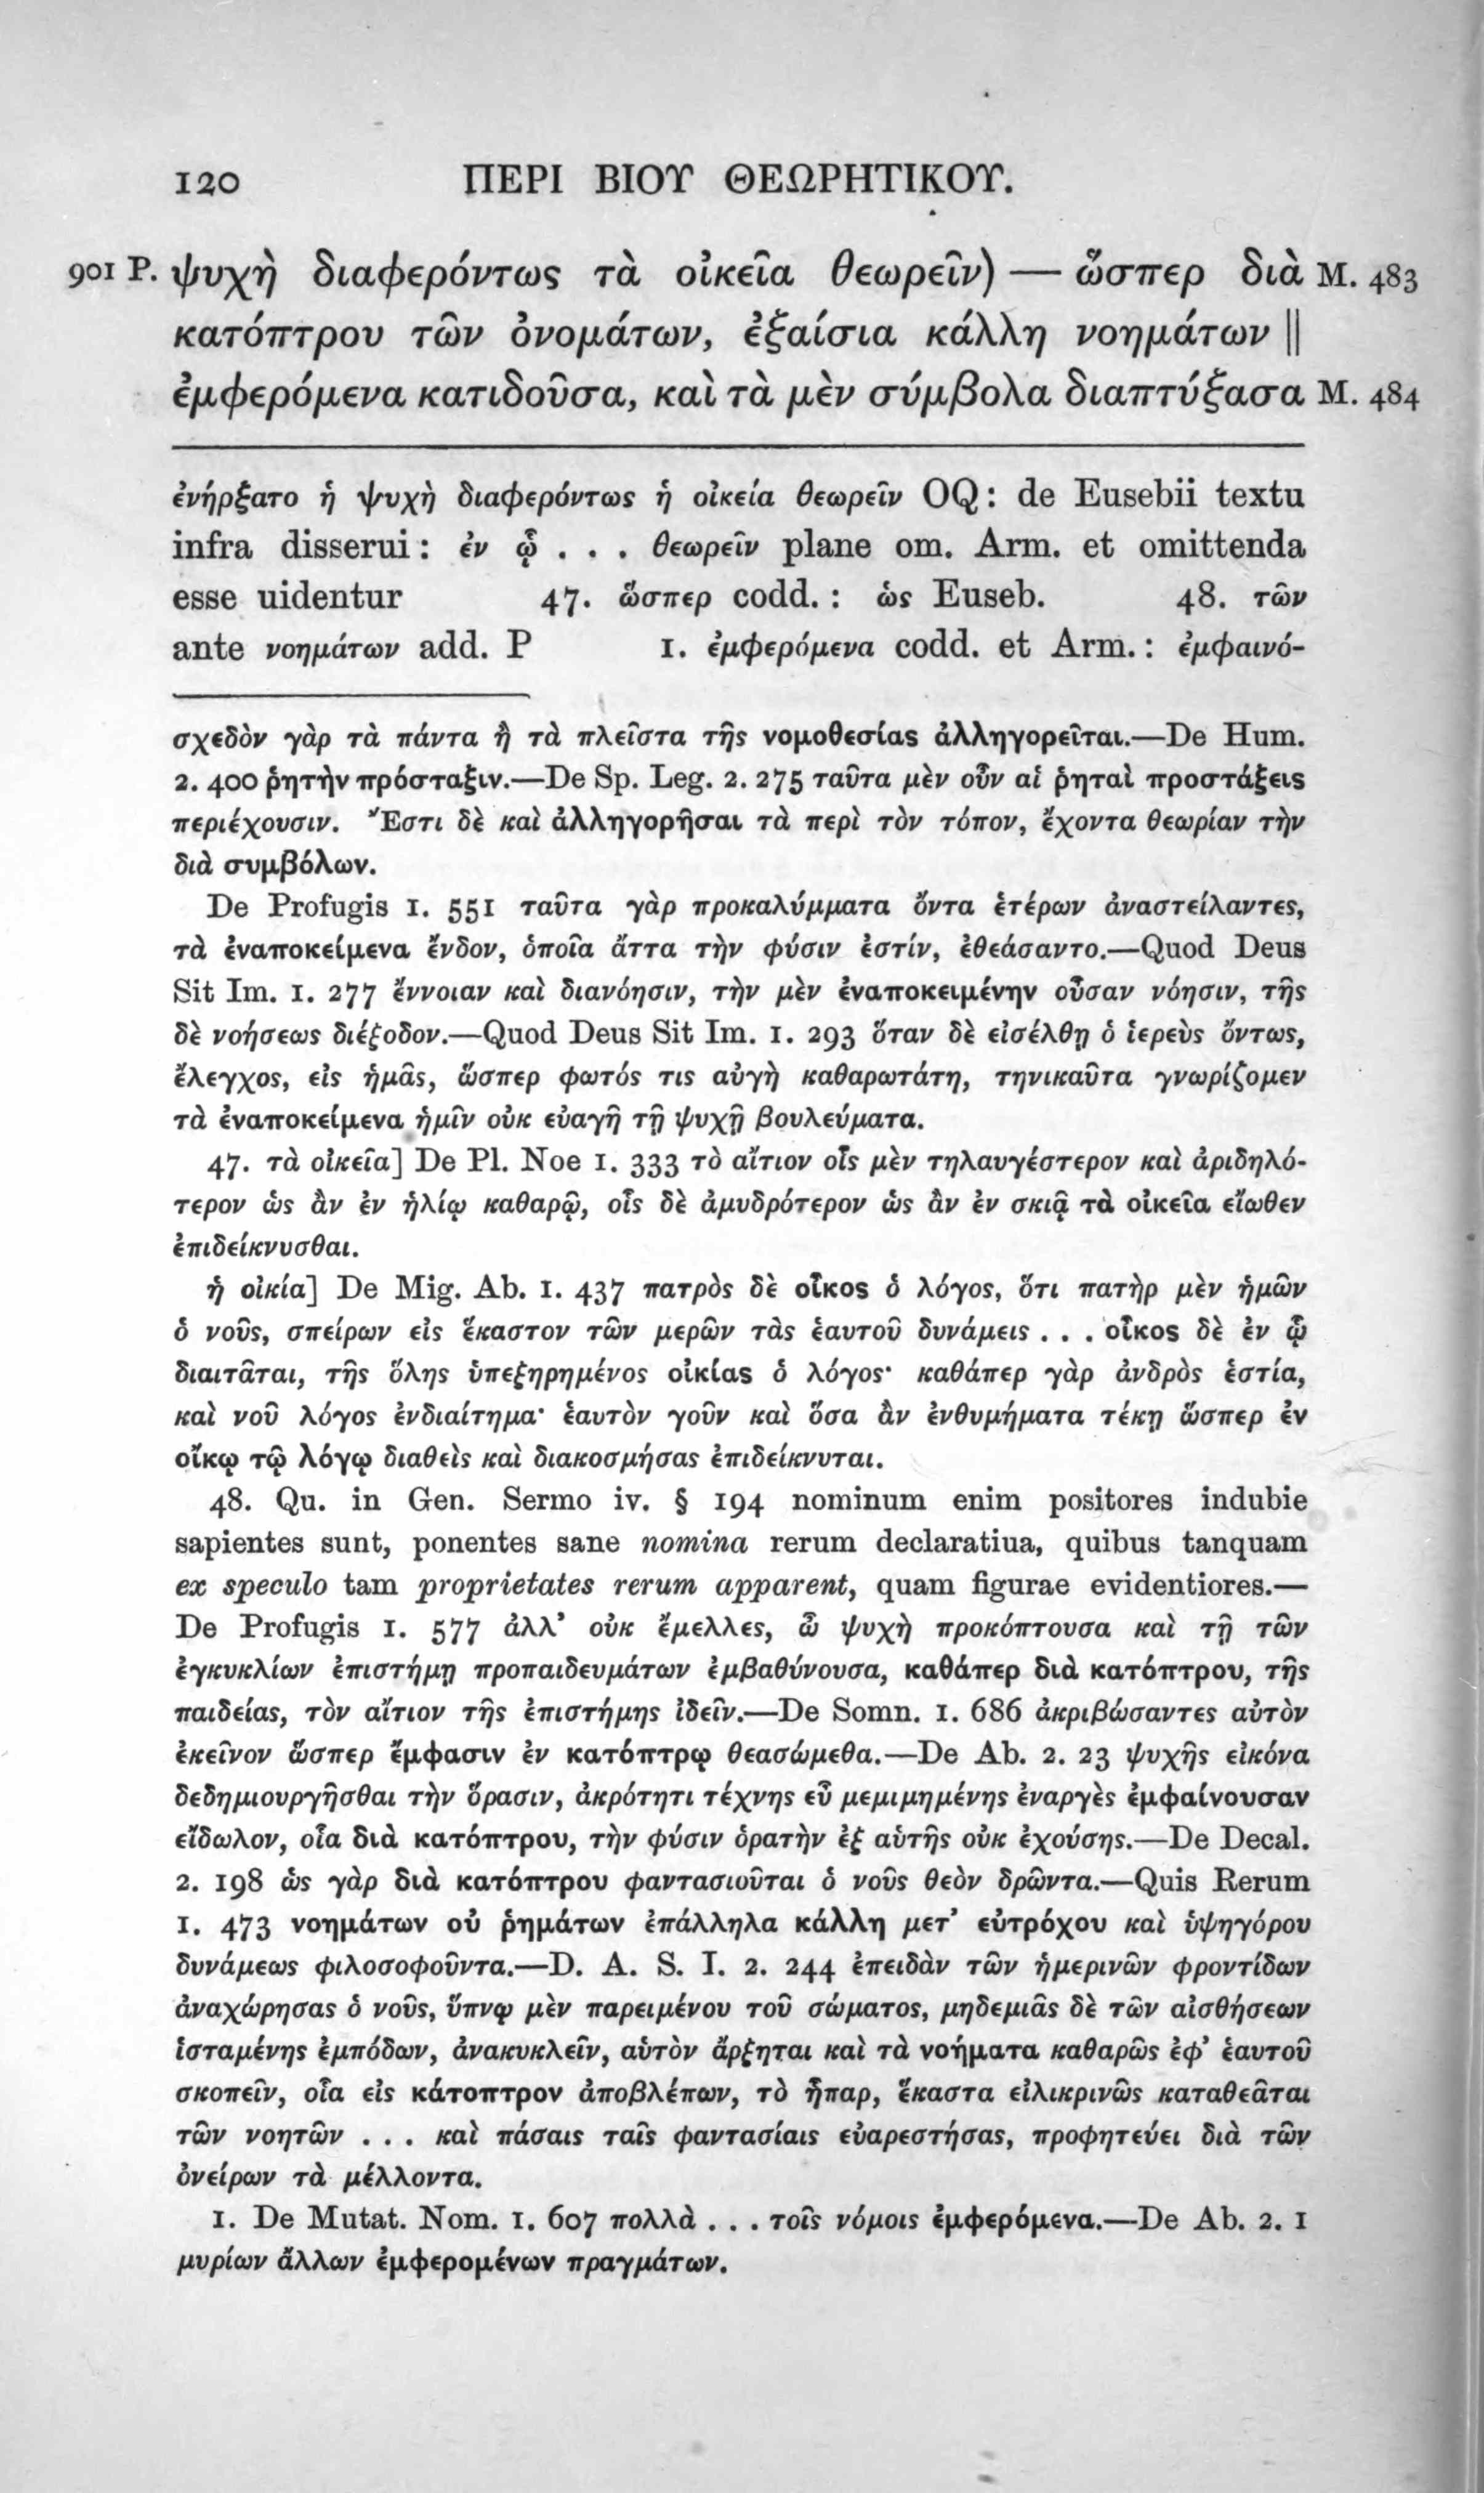 120 ΠΕΡΙ ΒΙΟΥ ΘΕΩΡΗΤΙΚΟΥ.
901 P. ψυχὴ διαφερόντως τὰ οἰκεῖα θεωρεῖν) — ὥσπερ διὰ M. 483
κατόπτρου τῶν ὀνομάτων, ἐξαίσια κάλλη νοημάτων ||
ἐμφερόμενα κατιδοῦσα, καὶ τὰ μὲν σύμβολα διαπτύξασα M. 484
ἐνήρξατο ἡ ψυχὴ διαφερόντως ἡ οἰκεία θεωρεῖν OQ: de Eusebii textu
infra disserui: ἐν ᾧ . . . θεωρεῖν plane om. Arm. et omittenda
esse uidentur 47. ὥσπερ codd.: ὡς Euseb. 48. τῶν
ante νοημάτων add. P 1. ἐμφερόμενα codd. et Arm.: ἐμφαινό-
σχεδὸν γὰρ τὰ πάντα ἢ τὰ πλεῖστα τῆς νομοθεσίας ἀλληγορεῖται.—De Hum.
2. 400 ῥητὴν πρόσταξιν.—De Sp. Leg. 2. 275 ταῦτα μὲν οὖν αἱ ῥηταὶ προστάξεις
περιέχουσιν. Ἔστι δὲ καὶ ἀλληγορῆσαι τὰ περὶ τὸν τόπον, ἔχοντα θεωρίαν τὴν
διὰ συμβόλων.
De Profugis 1. 551 ταῦτα γὰρ προκαλύμματα ὄντα ἑτέρων ἀναστείλαντες,
τὰ ἐναποκείμενα ἔνδον, ὁποῖα ἄττα τὴν φύσιν ἐστίν, ἐθεάσαντο.—Quod Deus
Sit Im. 1. 277 ἔννοιαν καὶ διανόησιν, τὴν μὲν ἐναποκειμένην οὖσαν νόησιν, τῆς
δὲ νοήσεως διέξοδον.—Quod Deus Sit Im. 1. 293 ὅταν δὲ εἰσέλθῃ ὁ ἱερεὺς ὄντως,
ἔλεγχος, εἰς ἡμᾶς, ὥσπερ φωτός τις αὐγὴ καθαρωτάτη, τηνικαῦτα γνωρίζομεν
τὰ ἐναποκείμενα ἡμῖν οὐκ εὐαγῆ τῇ ψυχῇ βουλεύματα.
47. τὰ οἰκεῖα] De Pl. Noe 1. 333 τὸ αἴτιον οἷς μὲν τηλαυγέστερον καὶ ἀριδηλό-
τερον ὡς ἂν ἐν ἡλίῳ καθαρῷ, οἷς δὲ ἀμυδρότερον ὡς ἂν ἐν σκιᾷ τὰ οἰκεῖα εἴωθεν
ἐπιδείκνυσθαι.
ἡ οἰκία] De Mig. Ab. 1. 437 πατρὸς δὲ οἶκος ὁ λόγος, ὅτι πατὴρ μὲν ἡμῶν
ὁ νοῦς, σπείρων εἰς ἕκαστον τῶν μερῶν τὰς ἑαυτοῦ δυνάμεις . . . οἶκος δὲ ἐν ᾧ
διαιτᾶται, τῆς ὅλης ὑπεξῃρημένος οἰκίας ὁ λόγος· καθάπερ γὰρ ἀνδρὸς ἑστία,
καὶ νοῦ λόγος ἐνδιαίτημα· ἑαυτὸν γοῦν καὶ ὅσα ἂν ἐνθυμήματα τέκῃ ὥσπερ ἐν
οἴκῳ τῷ λόγῳ διαθεὶς καὶ διακοσμήσας ἐπιδείκνυται.
48. Qu. in Gen. Sermo iv. § 194 nominum enim positores indubie
sapientes sunt, ponentes sane nomina rerum declaratiua, quibus tanquam
ex speculo tam proprietates rerum apparent, quam figurae evidentiores.—
De Profugis 1. 577 ἀλλ’ οὐκ ἔμελλες, ὦ ψυχὴ προκόπτουσα καὶ τῇ τῶν
ἐγκυκλίων ἐπιστήμῃ προπαιδευμάτων ἐμβαθύνουσα, καθάπερ διὰ κατόπτρου, τῆς
παιδείας, τὸν αἴτιον τῆς ἐπιστήμης ἰδεῖν.—De Somn. 1. 686 ἀκριβώσαντες αὐτὸν
ἐκεῖνον ὥσπερ ἔμφασιν ἐν κατόπτρῳ θεασώμεθα.—De Ab. 2. 23 ψυχῆς εἰκόνα
δεδημιουργῆσθαι τὴν ὅρασιν, ἀκρότητι τέχνης εὖ μεμιμημένης ἐναργὲς ἐμφαίνουσαν
εἴδωλον, οἷα διὰ κατόπτρου, τὴν φύσιν ὁρατὴν ἐξ αὑτῆς οὐκ ἐχούσης.—De Decal.
2. 198 ὡς γὰρ διὰ κατόπτρου φαντασιοῦται ὁ νοῦς θεὸν δρῶντα.—Quis Rerum
1. 473 νοημάτων οὐ ῥημάτων ἐπάλληλα κάλλη μετ’ εὐτρόχου καὶ ὑψηγόρου
δυνάμεως φιλοσοφοῦντα.—D. A. S. I. 2. 244 ἐπειδὰν τῶν ἡμερινῶν φροντίδων
ἀναχώρησας ὁ νοῦς, ὕπνῳ μὲν παρειμένου τοῦ σώματος, μηδεμιᾶς δὲ τῶν αἰσθήσεων
ἱσταμένης ἐμπόδων, ἀνακυκλεῖν, αὑτὸν ἄρξηται καὶ τὰ νοήματα καθαρῶς ἐφ’ ἑαυτοῦ
σκοπεῖν, οἷα εἰς κάτοπτρον ἀποβλέπων, τὸ ἧπαρ, ἕκαστα εἰλικρινῶς καταθεᾶται
τῶν νοητῶν . . . καὶ πάσαις ταῖς φαντασίαις εὐαρεστήσας, προφητεύει διὰ τῶν
ὀνείρων τὰ μέλλοντα.
1. De Mutat. Nom. 1. 607 πολλὰ . . . τοῖς νόμοις ἐμφερόμενα.—De Ab. 2. 1
μυρίων ἄλλων ἐμφερομένων πραγμάτων.